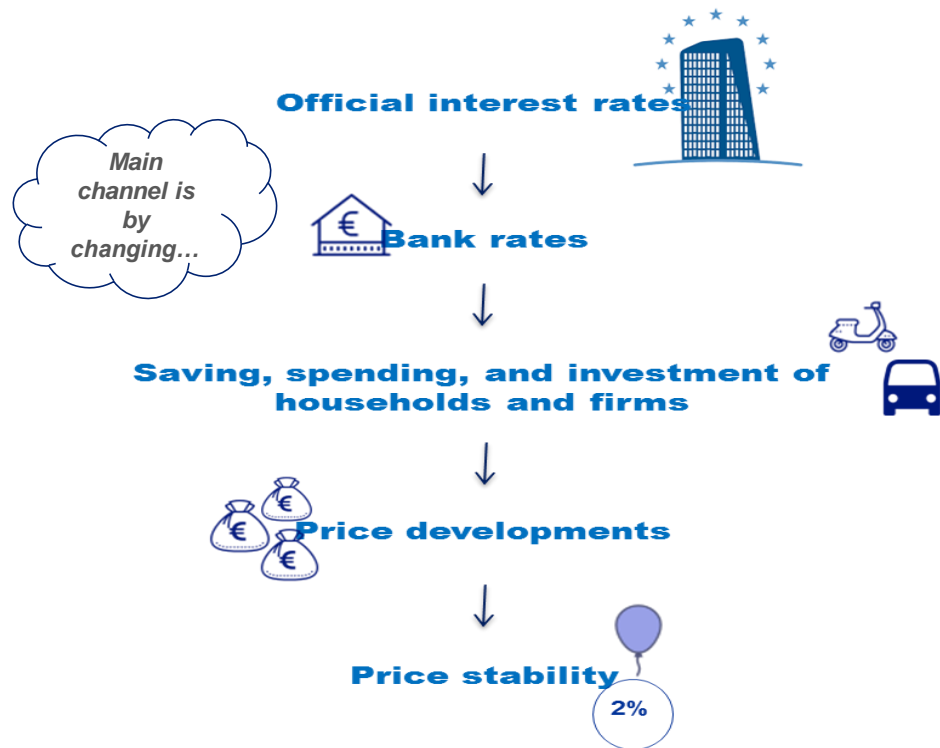 Official interest rates
Main
channel is
by
changing…
€
Bank rates
Saving, spending, and investment of
households and firms
€
€
€
Price developments
Price stability
2%